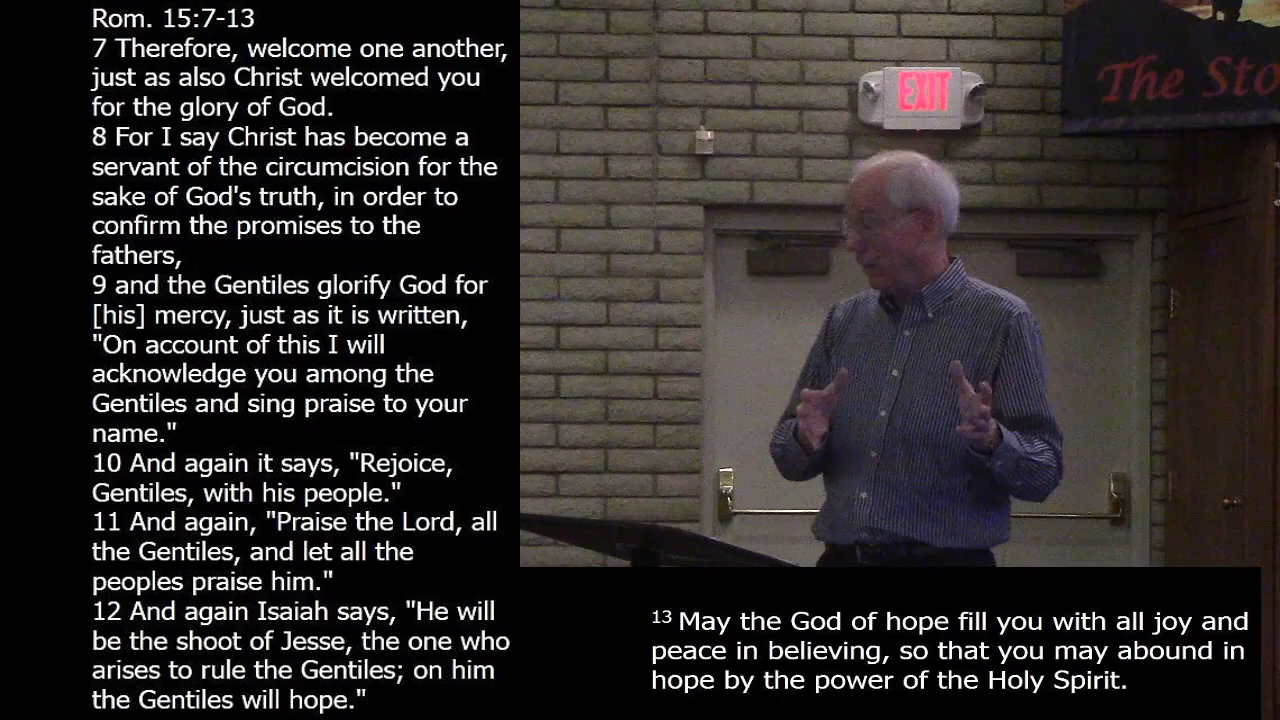 Rom. 15:7-13
7 Therefore, welcome one another,
just as also Christ welcomed you
for the glory of God.
8 For I say Christ has become a
servant of the circumcision for the
sake of God's truth, in order to
confirm the promises to the
fathers,
9 and the Gentiles glorify God for
[his] mercy, just as it is written,
"On account of this I will
acknowledge you among the
Gentiles and sing praise to your
name."
10 And again it says, "Rejoice,
Gentiles, with his people."
11 And again, "Praise the Lord, all
the Gentiles, and let all the
peoples praise him."
12 And again Isaiah says, "He will
be the shoot of Jesse, the one who
arises to rule the Gentiles; on him
the Gentiles will hope."
EXIT
The Sto
13 May the God of hope fill you with all joy and
peace in believing, so that you may abound in
hope by the power of the Holy Spirit.